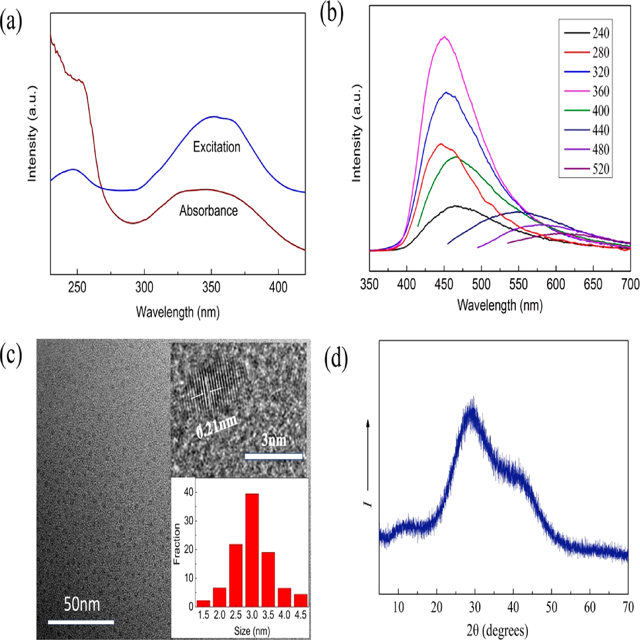 (a)
Intensity (a.u.)
Excitation
Absorbance
250
300
350
400
Wavelength (nm)
(b)
Intensity (a.u.)
240
280
320
360
400
440
480
520
350 400 450 500 550 600 650 700
Wavelength (nm)
(c)
50nm
0.21nm
3nm
Fraction
40
30
20
10
0
1.5 2.0 2.5 3.0 3.5 4.0 4.5
Size (nm)
(d)
I
10 20 30 40 50 60 70
2θ (degrees)